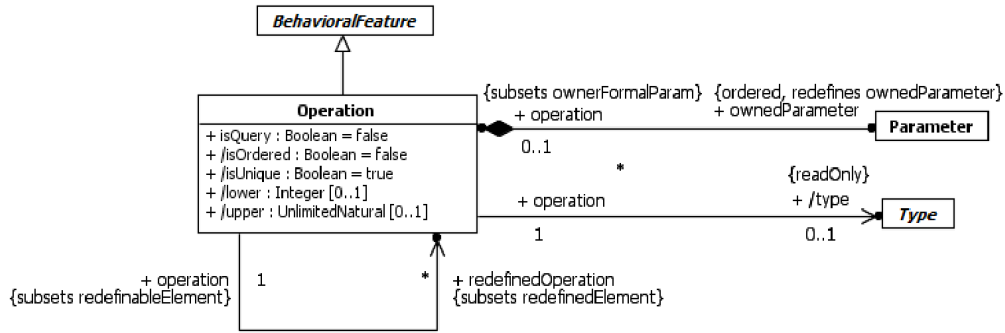 BehavioralFeature
Operation
+ isQuery : Boolean = false
+ /isOrdered : Boolean = false
+ /isUnique : Boolean = true
+ /lower : Integer [0..1]
+ /upper : UnlimitedNatural [0..1]
{subsets ownerFormalParam}
+ operation
0..1
{ordered, redefines ownedParameter}
+ ownedParameter
*
Parameter
+ operation
1
{readOnly}
+ /type
0..1
Type
+ operation
{subsets redefinableElement}
1
*
+ redefinedOperation
{subsets redefinedElement}